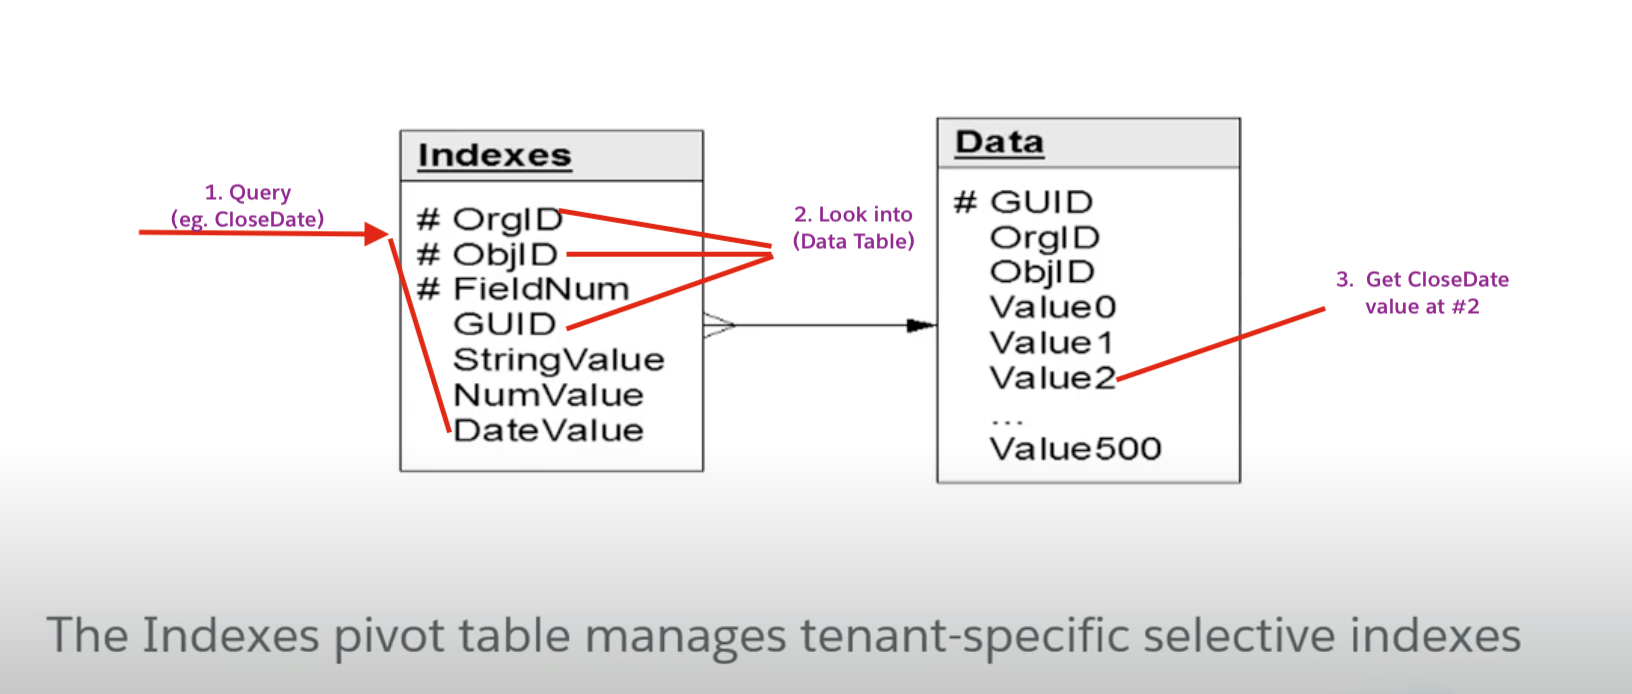 1. Query
(eg. CloseDate)
Indexes
# OrgID
# ObjID
# FieldNum
GUID
StringValue
NumValue
DateValue
2. Look into
(Data Table)
Data
# GUID
OrgID
ObjID
Value0
Value1
Value2
...
Value500
3. Get CloseDate
value at #2
The Indexes pivot table manages tenant-specific selective indexes